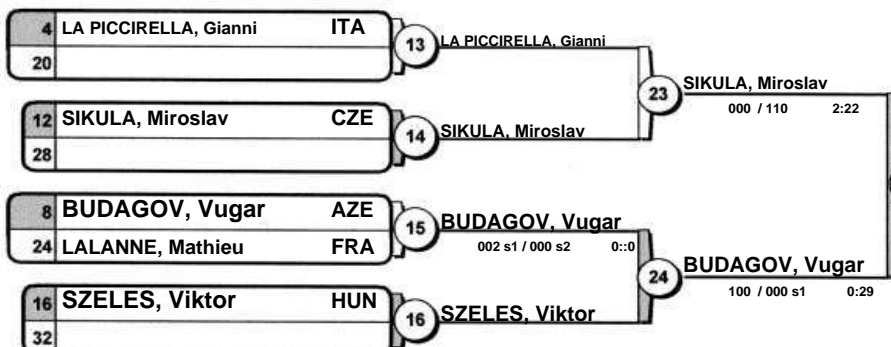 4 LA PICCIRELLA, Gianni ITA
20
13 LA PICCIRELLA, Gianni
12 SIKULA, Miroslav CZE
28
14 SIKULA, Miroslav
23 SIKULA, Miroslav
000 / 110 2:22
8 BUDAGOV, Vugar AZE
24 LALANNE, Mathieu FRA
15 BUDAGOV, Vugar
002 s1 / 000 s2 0::0
16 SZELES, Viktor HUN
32
16 SZELES, Viktor
24 BUDAGOV, Vugar
100 / 000 s1 0:29